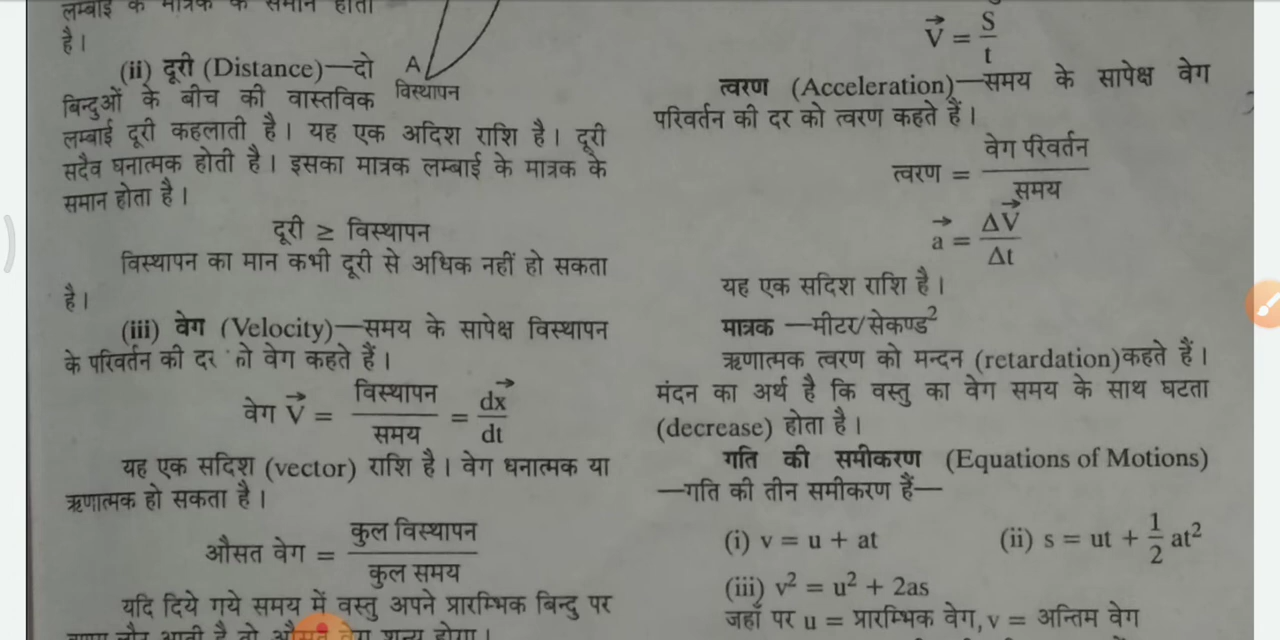 लम्बाई के मात्रक के समान होता
है।
(ii) दूरी (Distance)—दो
A
विस्थापन
बिन्दुओं के बीच की वास्तविक
लम्बाई दूरी कहलाती है। यह एक अदिश राशि है। दूरी
सदैव घनात्मक होती है। इसका मात्रक लम्बाई के मात्रक के
समान होता है।
दूरी ≥ विस्थापन
विस्थापन का मान कभी दूरी से अधिक नहीं हो सकता
है।
(iii) वेग (Velocity)—समय के सापेक्ष विस्थापन
के परिवर्तन की दर को वेग कहते हैं।
वेग V⃗ = विस्थापन / समय = dx⃗ / dt
यह एक सदिश (vector) राशि है। वेग धनात्मक या
ऋणात्मक हो सकता है।
औसत वेग = कुल विस्थापन / कुल समय
यदि दिये गये समय में वस्तु अपने प्रारम्भिक बिन्दु पर
शून्य होगा।
V⃗ = S / t
त्वरण (Acceleration)—समय के सापेक्ष वेग
परिवर्तन की दर को त्वरण कहते हैं।
त्वरण = वेग परिवर्तन / समय
a⃗ = ΔV⃗ / Δt
यह एक सदिश राशि है।
मात्रक —मीटर/सेकण्ड²
ऋणात्मक त्वरण को मन्दन (retardation)कहते हैं।
मंदन का अर्थ है कि वस्तु का वेग समय के साथ घटता
(decrease) होता है।
गति की समीकरण (Equations of Motions)
—गति की तीन समीकरण हैं—
(i) v = u + at (ii) s = ut + 1/2 at²
(iii) v² = u² + 2as
जहाँ पर u = प्रारम्भिक वेग, v = अन्तिम वेग